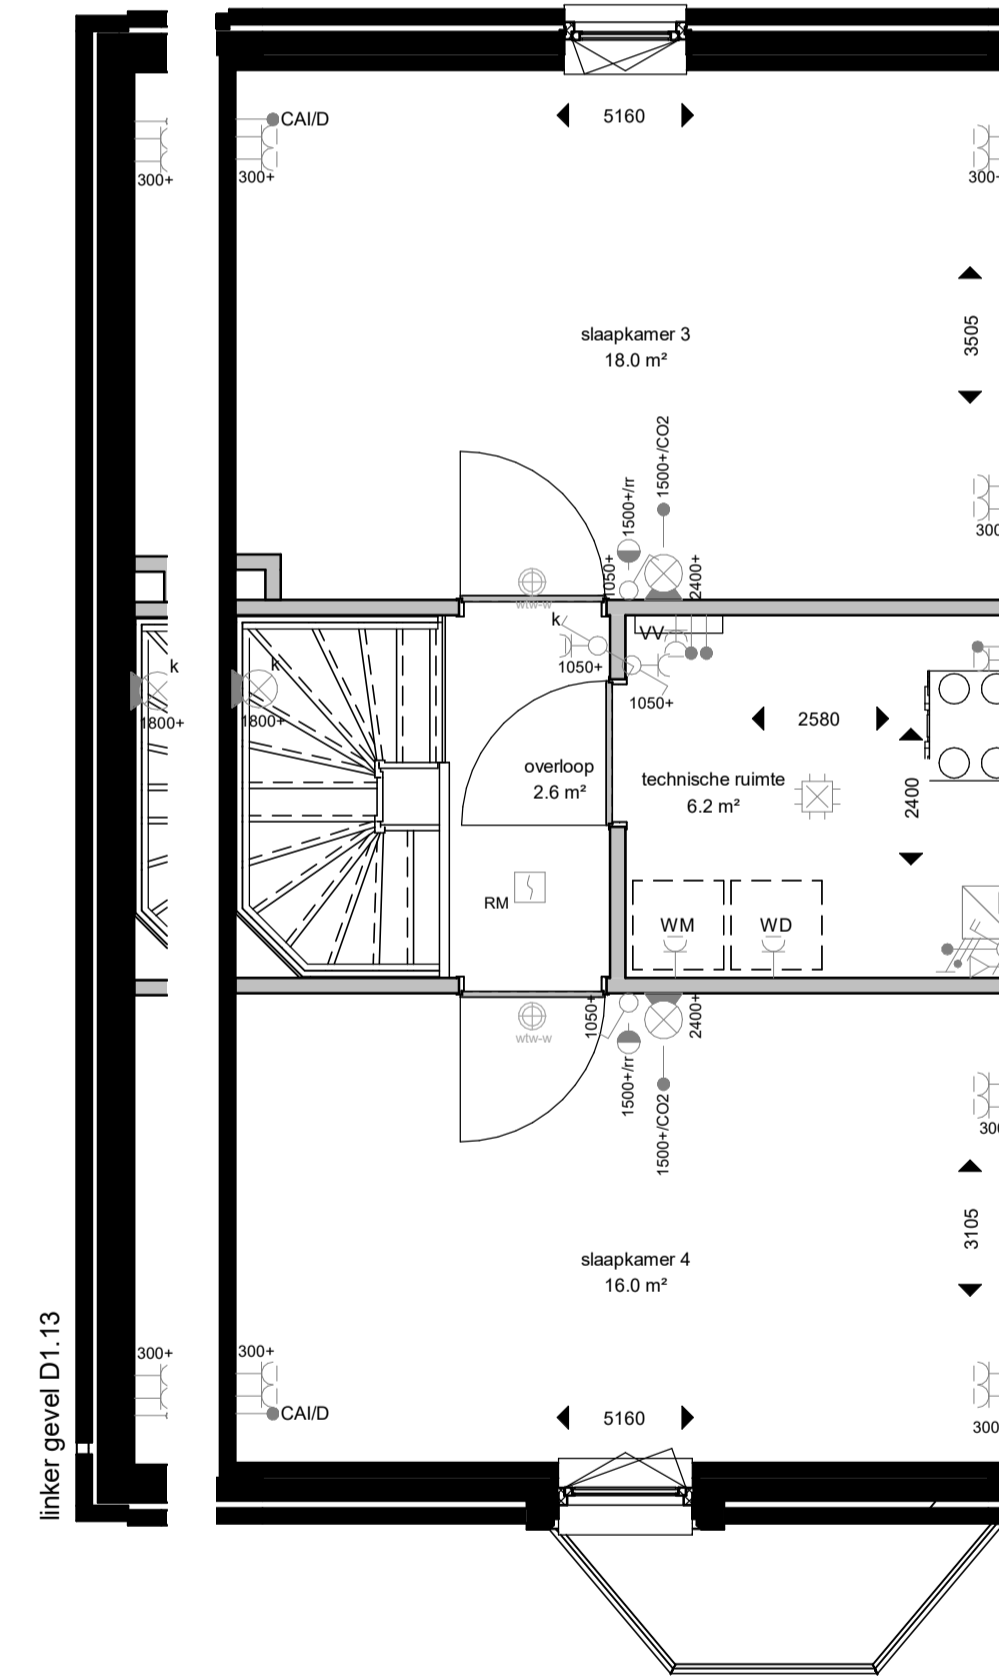 CAI/D
5160
300+
300+
300+
3505
slaapkamer 3
18.0 m²
1500+/CO2
1500+/rr
1050+
2400+
300
wtw-w
k
VV
1050+
k
k
1050+
1800+
1800+
2580
overloop
2.6 m²
technische ruimte
6.2 m²
2400
RM
WM
WD
1050+
2400+
wtw-w
1500+/rr
1500+/CO2
300
3105
slaapkamer 4
16.0 m²
linker gevel D1.13
300+
300+
CAI/D
5160
300